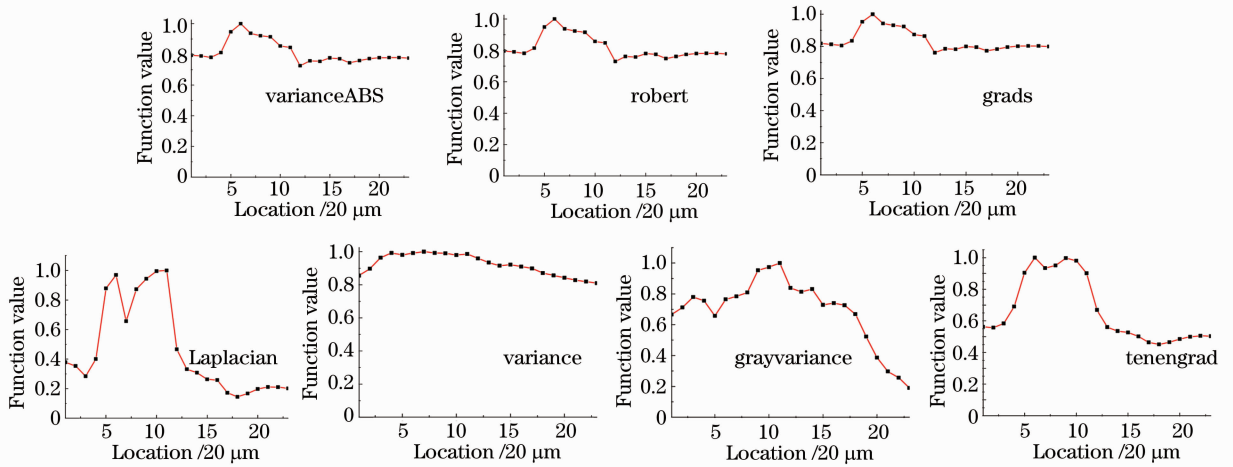 Function value
1.0
0.8
0.6
0.4
0.2
0
varianceABS
5 10 15 20
Location /20 μm
Function value
1.0
0.8
0.6
0.4
0.2
0
robert
5 10 15 20
Location /20 μm
Function value
1.0
0.8
0.6
0.4
0.2
0
grads
5 10 15 20
Location /20 μm
Function value
1.0
0.8
0.6
0.4
0.2
0
Laplacian
5 10 15 20
Location /20 μm
Function value
1.0
0.8
0.6
0.4
0.2
0
variance
5 10 15 20
Location /20 μm
Function value
1.0
0.8
0.6
0.4
0.2
0
grayvariance
5 10 15 20
Location /20 μm
Function value
1.0
0.8
0.6
0.4
0.2
0
tenengrad
5 10 15 20
Location /20 μm